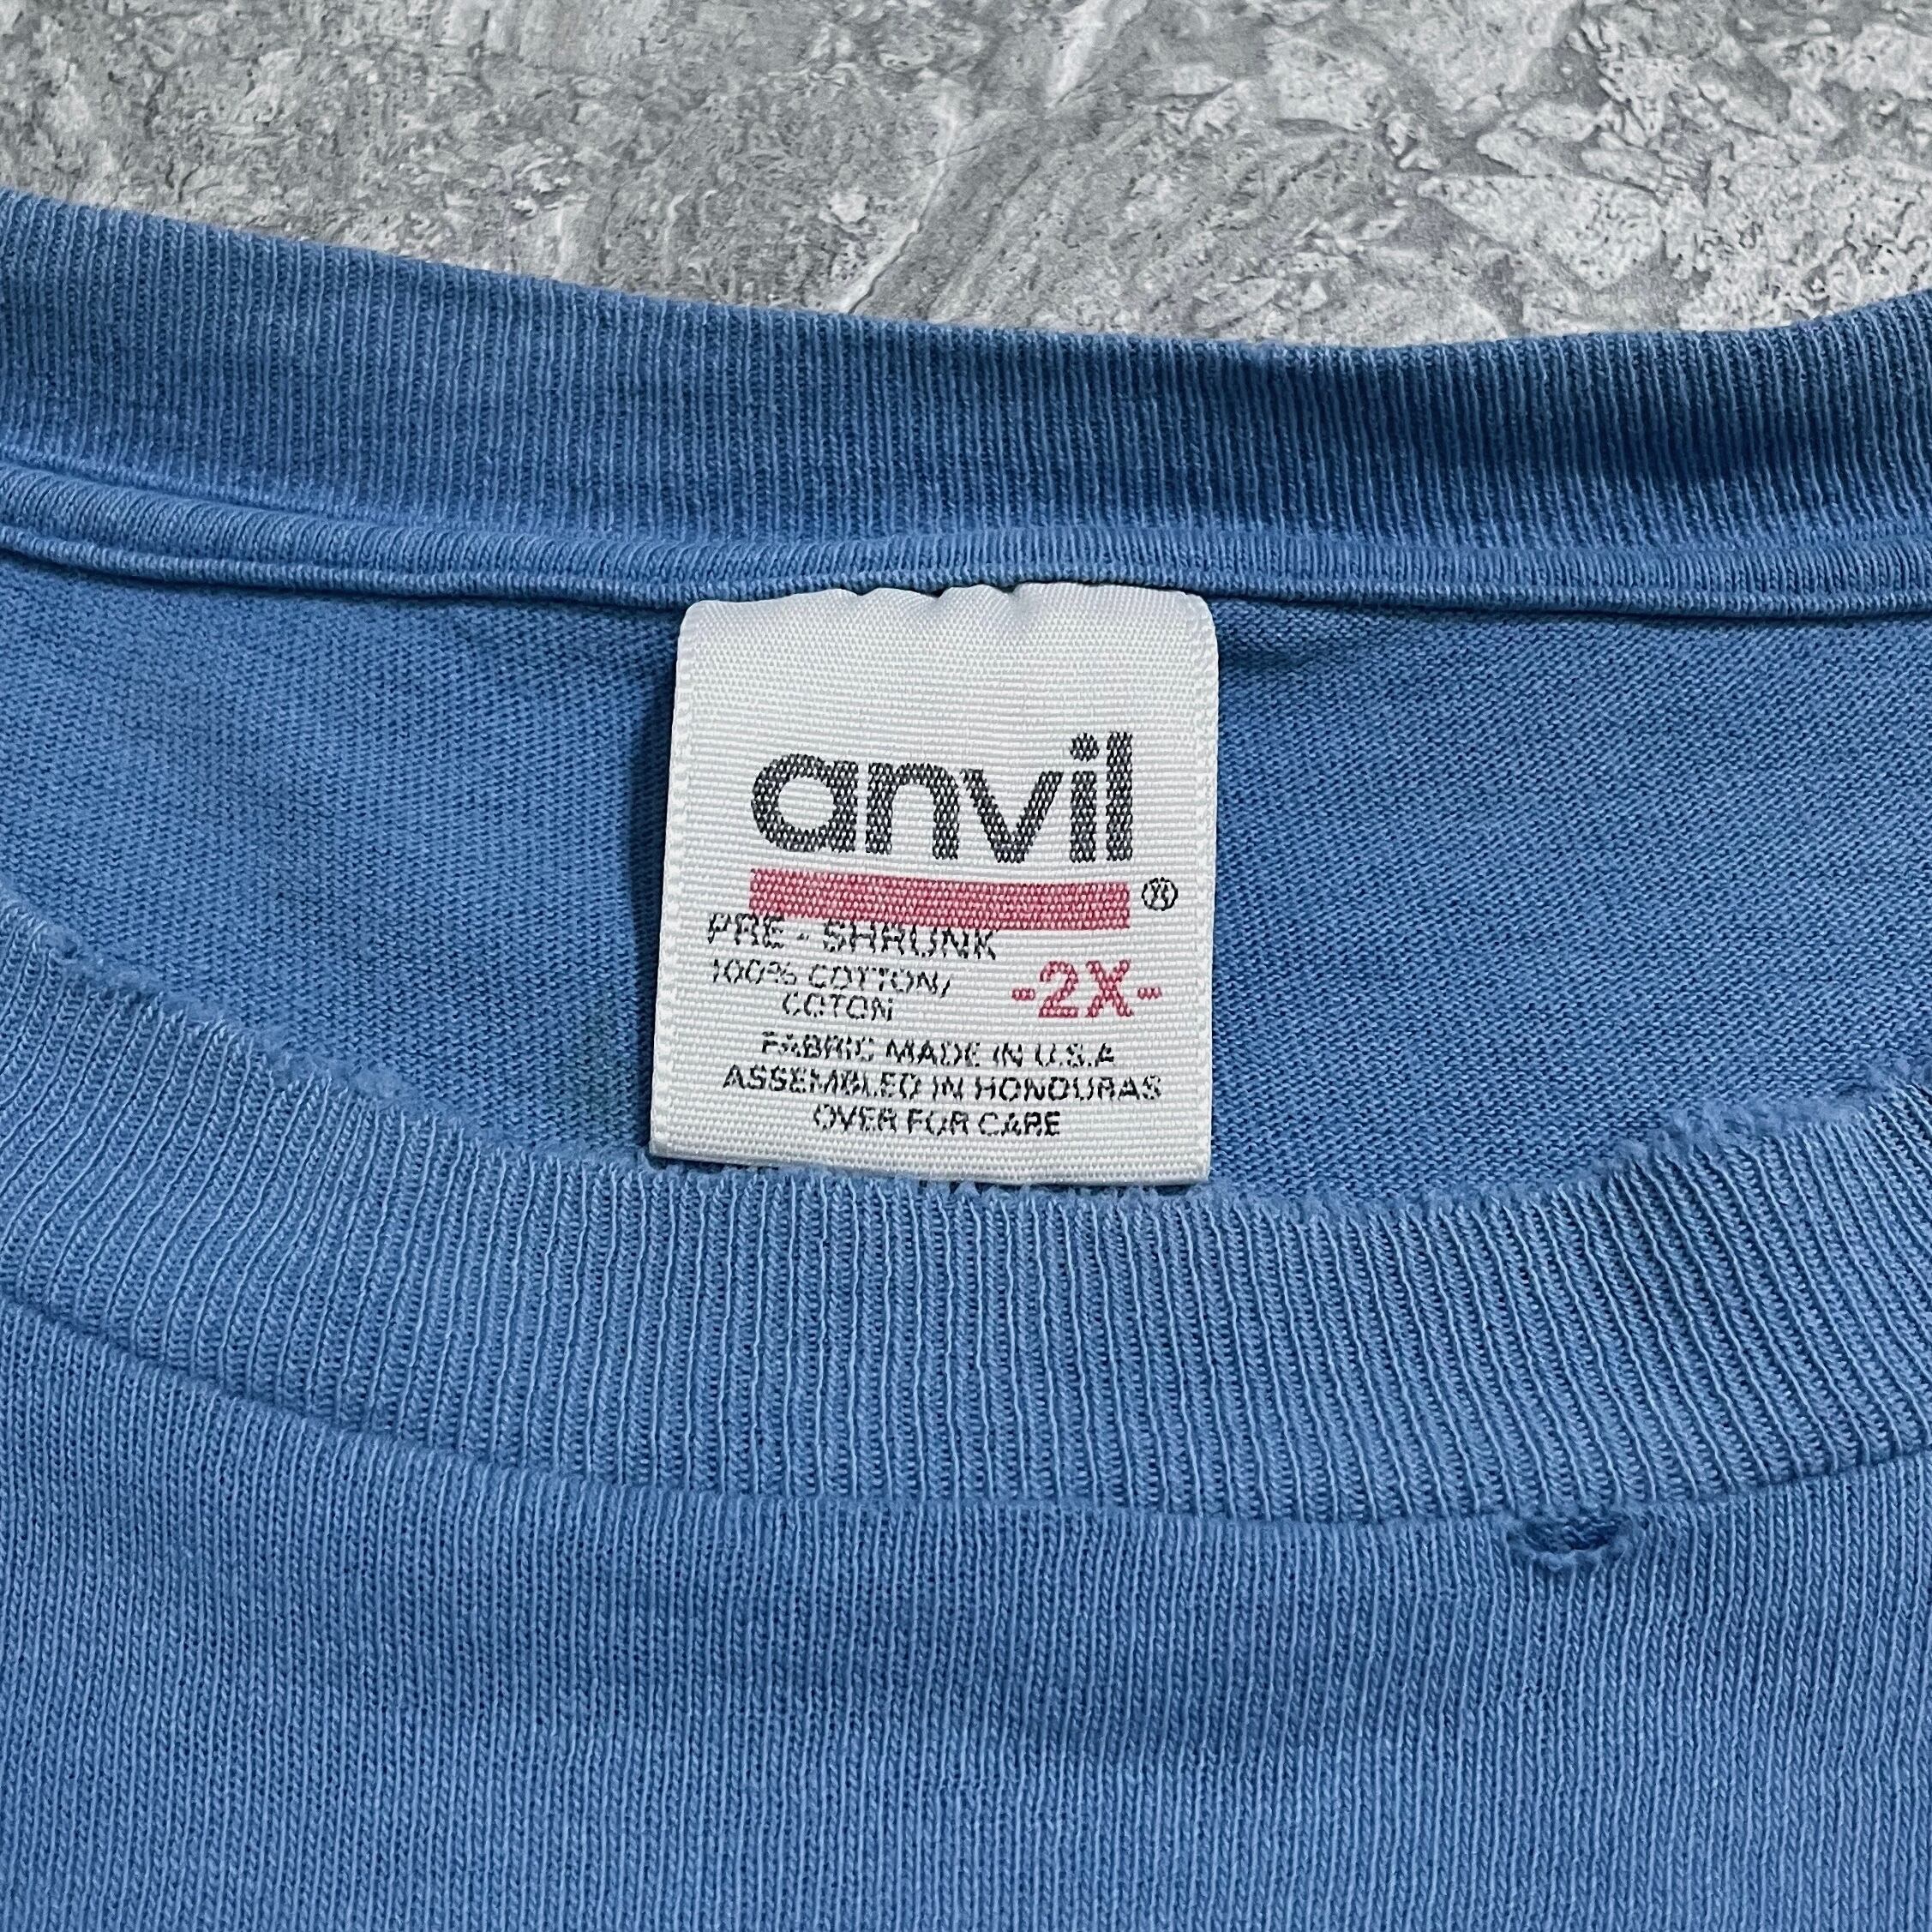 anvil
®
PRE - SHRUNK
100% COTTON/
COTON
-2X-
FABRIC MADE IN U.S.A
ASSEMBLED IN HONDURAS
OVER FOR CARE